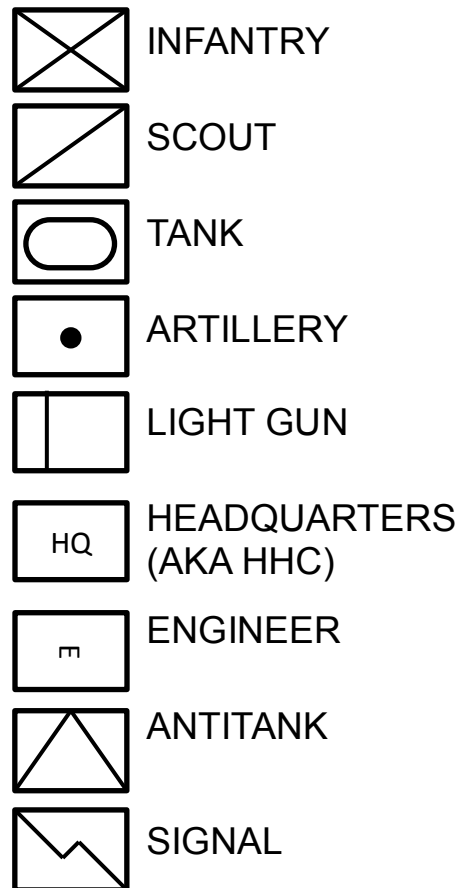 INFANTRY
SCOUT
TANK
ARTILLERY
LIGHT GUN
HQ
HEADQUARTERS
(AKA HHC)
E
ENGINEER
ANTITANK
SIGNAL